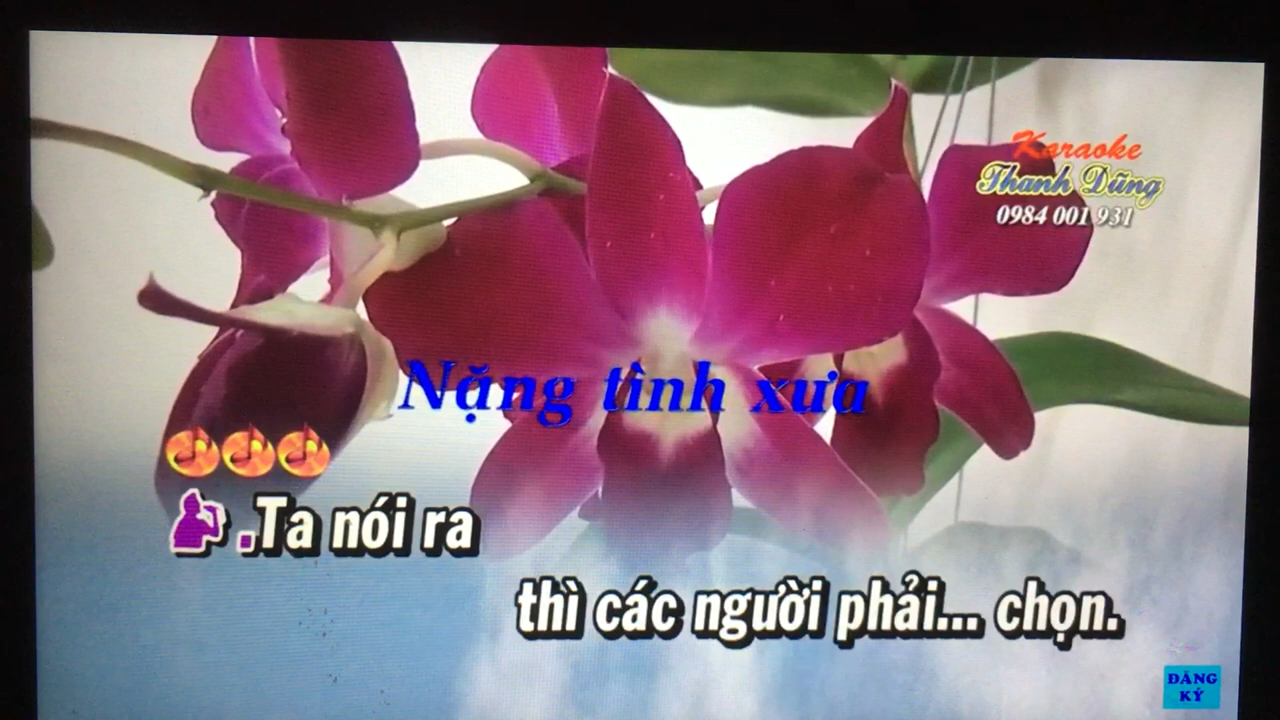 Karaoke
Thanh Dũng
0984 001 931
Nặng tình xưa
.Ta nói ra
thì các người phải... chọn.
ĐĂNG
KÝ